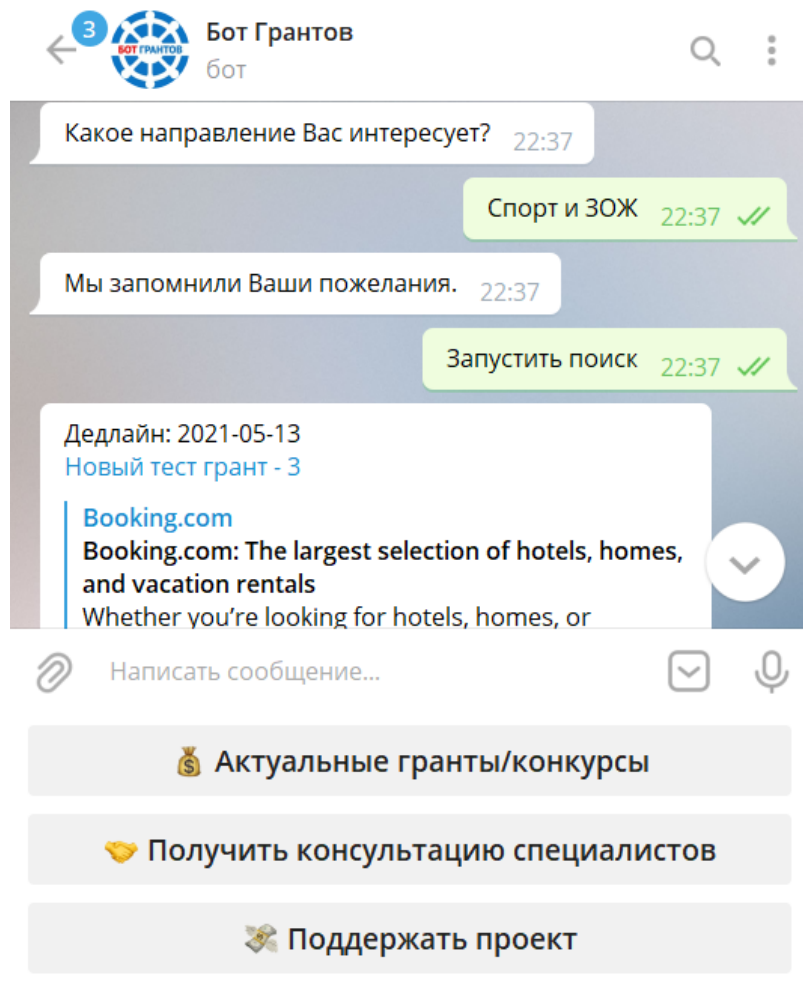 3
БОТ ГРАНТОВ
Бот Грантов
бот
Какое направление Вас интересует? 22:37
Спорт и ЗОЖ 22:37
Мы запомнили Ваши пожелания. 22:37
Запустить поиск 22:37
Дедлайн: 2021-05-13
Новый тест грант - 3
Booking.com
Booking.com: The largest selection of hotels, homes,
and vacation rentals
Whether you’re looking for hotels, homes, or
Написать сообщение...
Актуальные гранты/конкурсы
Получить консультацию специалистов
Поддержать проект